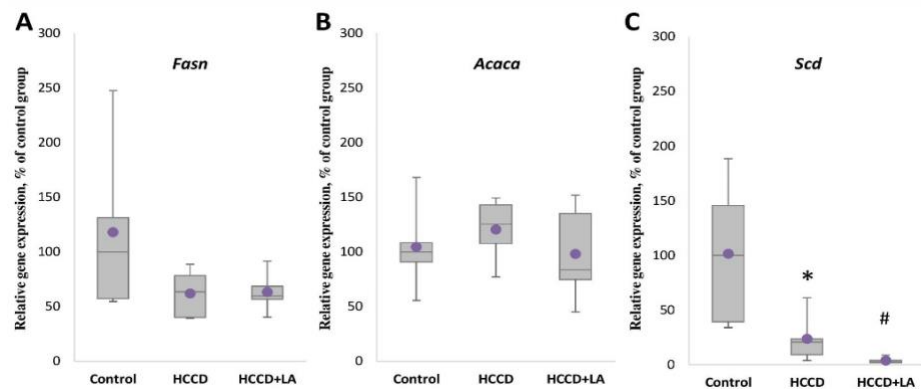 A
Relative gene expression, % of control group
Fasn
300
250
200
150
100
50
0
Control HCCD HCCD+LA
B
Relative gene expression, % of control group
Acaca
300
250
200
150
100
50
0
Control HCCD HCCD+LA
C
Relative gene expression, % of control group
Scd
300
250
200
150
100
50
0
*
#
Control HCCD HCCD+LA